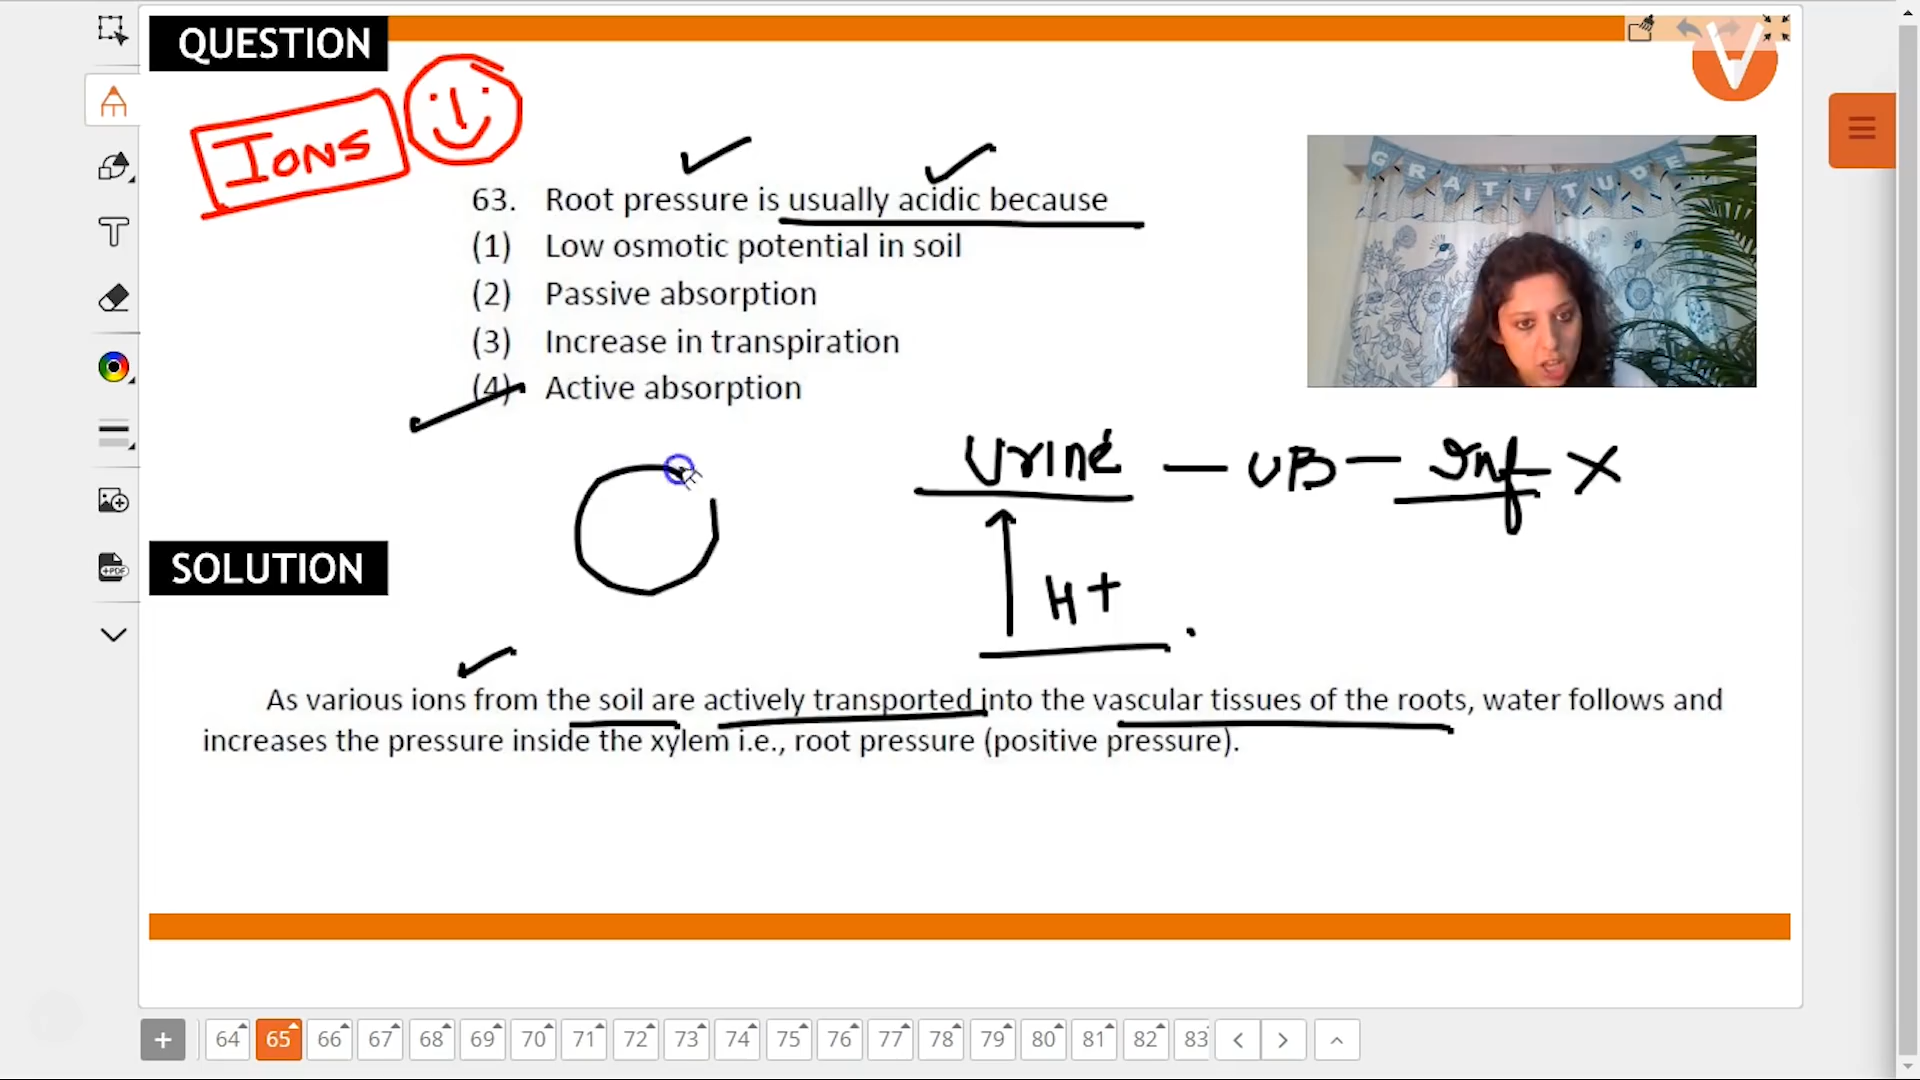 QUESTION
IONS
63. Root pressure is usually acidic because
(1) Low osmotic potential in soil
(2) Passive absorption
(3) Increase in transpiration
(4) Active absorption
GRATITUDE
Urine — UB — Inf X
H+
SOLUTION
As various ions from the soil are actively transported into the vascular tissues of the roots, water follows and
increases the pressure inside the xylem i.e., root pressure (positive pressure).
+PDF
64 65 66 67 68 69 70 71 72 73 74 75 76 77 78 79 80 81 82 83